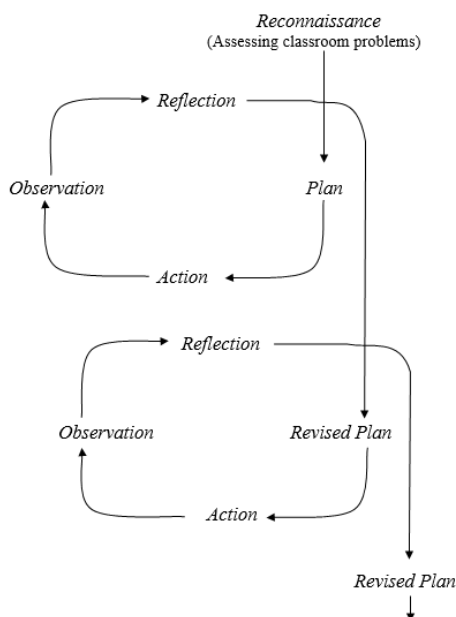 Reconnaissance
(Assessing classroom problems)
Reflection
Observation
Plan
Action
Reflection
Observation
Revised Plan
Action
Revised Plan